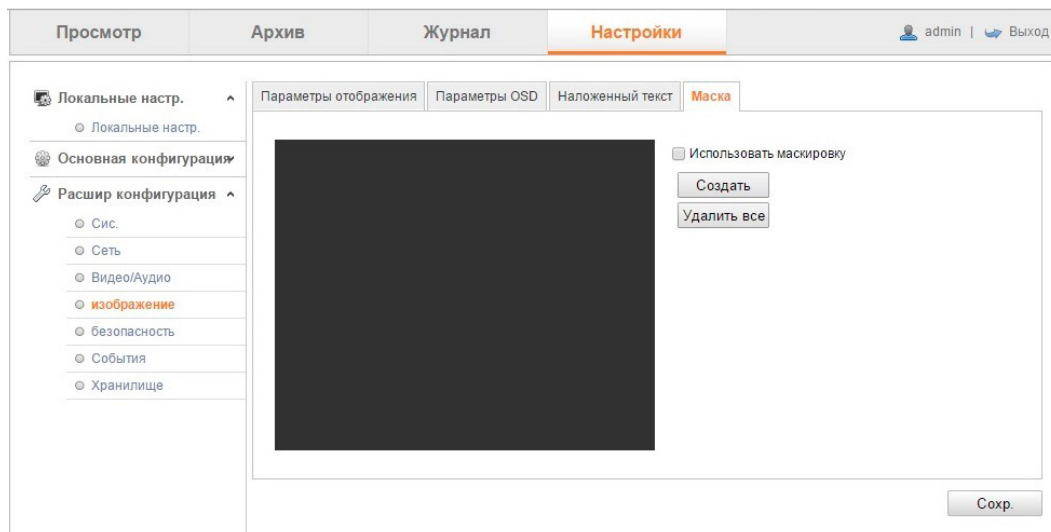 Просмотр Архив Журнал Настройки admin | Выход
Локальные настр.
Локальные настр.
Основная конфигурация
Расшир конфигурация
Сис.
Сеть
Видео/Аудио
изображение
безопасность
События
Хранилище
Параметры отображения Параметры OSD Наложенный текст Маска
Использовать маскировку
Создать
Удалить все
Сохр.